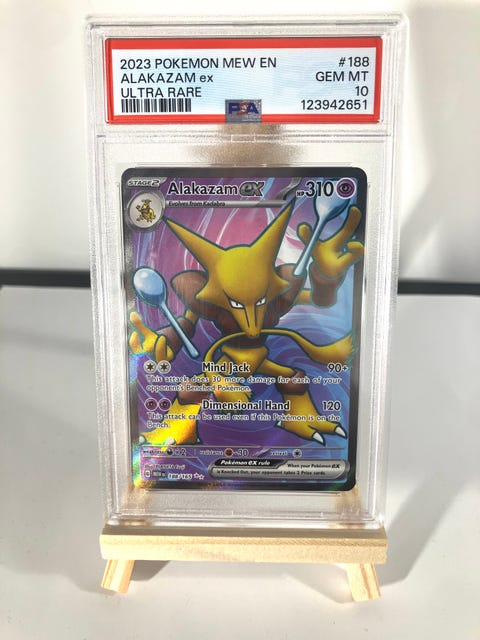 2023 POKEMON MEW EN #188
ALAKAZAM ex GEM MT
ULTRA RARE 10
PSA 123942651
STAGE 2
Alakazam ex HP 310
Evolves from Kadabra
Mind Jack 90+
This attack does 30 more damage for each of your
opponent's Benched Pokémon.
Dimensional Hand 120
This attack can be used even if this Pokémon is on the
Bench.
weakness ×2 resistance -30 retreat
Pokémon ex rule When your Pokémon ex
is Knocked Out, your opponent takes 2 Prize cards.
188/165